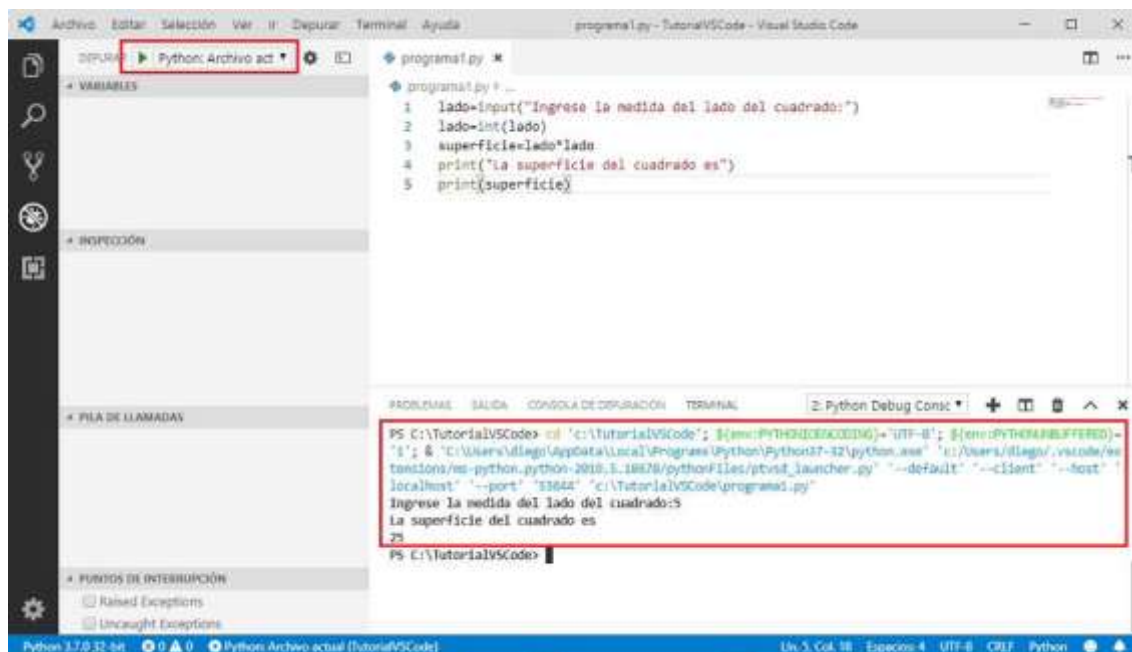 Archivo Editar Selección Ver Ir Depurar Terminal Ayuda programa1.py - TutorialVSCode - Visual Studio Code
DEPURAR Python: Archivo act
VARIABLES
INSPECCIÓN
PILA DE LLAMADAS
PUNTOS DE INTERRUPCIÓN
Raised Exceptions
Uncaught Exceptions
programa1.py
programa1.py ...
1 lado=input("Ingrese la medida del lado del cuadrado:")
2 lado=int(lado)
3 superficie=lado*lado
4 print("La superficie del cuadrado es")
5 print(superficie)
PROBLEMAS SALIDA CONSOLA DE DEPURACIÓN TERMINAL 2: Python Debug Consc
PS C:\TutorialVSCode> cd 'c:\TutorialVSCode'; ${env:PYTHONIOENCODING}='UTF-8'; ${env:PYTHONUNBUFFERED}=
'1'; & 'C:\Users\diego\AppData\Local\Programs\Python\Python37-32\python.exe' 'c:/Users/diego/.vscode/ex
tensions/ms-python.python-2018.5.18678/pythonFiles/ptvsd_launcher.py' '--default' '--client' '--host' '
localhost' '--port' '53644' 'c:\TutorialVSCode\programa1.py'
Ingrese la medida del lado del cuadrado:5
La superficie del cuadrado es
25
PS C:\TutorialVSCode>
Python 3.7.0 32-bit 0 0 Python: Archivo actual (TutorialVSCode) Lín. 5, Col. 18 Espacios: 4 UTF-8 CRLF Python